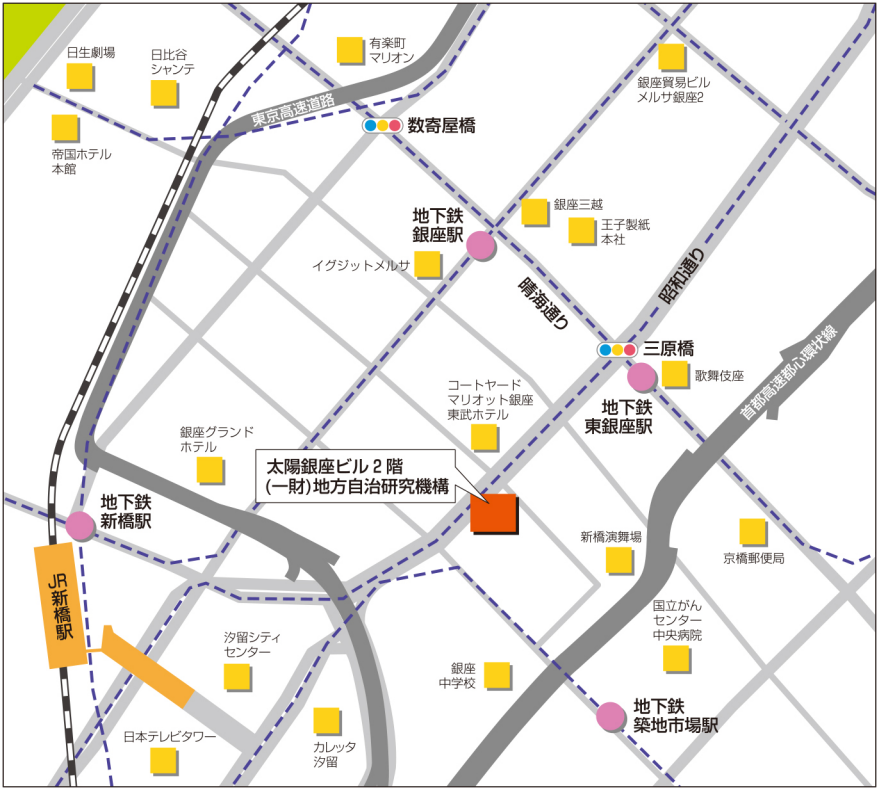 日生劇場
日比谷
シャンテ
有楽町
マリオン
銀座貿易ビル
メルサ銀座2
東京高速道路
数寄屋橋
帝国ホテル
本館
地下鉄
銀座駅
銀座三越
王子製紙
本社
イグジットメルサ
晴海通り
昭和通り
三原橋
歌舞伎座
首都高速都心環状線
コートヤード
マリオット銀座
東武ホテル
地下鉄
東銀座駅
銀座グランド
ホテル
太陽銀座ビル2階
(一財)地方自治研究機構
地下鉄
新橋駅
新橋演舞場
京橋郵便局
JR新橋駅
国立がん
センター
中央病院
汐留シティ
センター
銀座
中学校
地下鉄
築地市場駅
日本テレビタワー
カレッタ
汐留